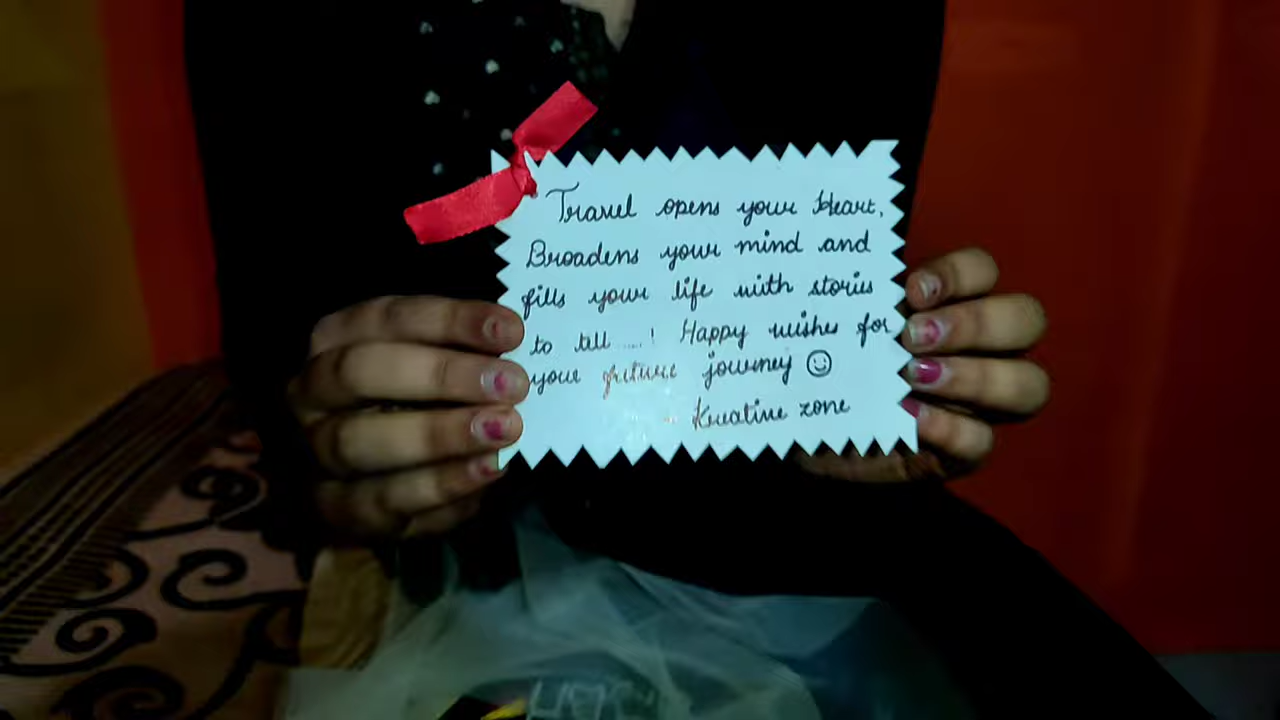 Travel opens your Heart,
Broadens your mind and
fills your life with stories
to tell ....! Happy wishes for
your future journey ☺
- Kreative zone